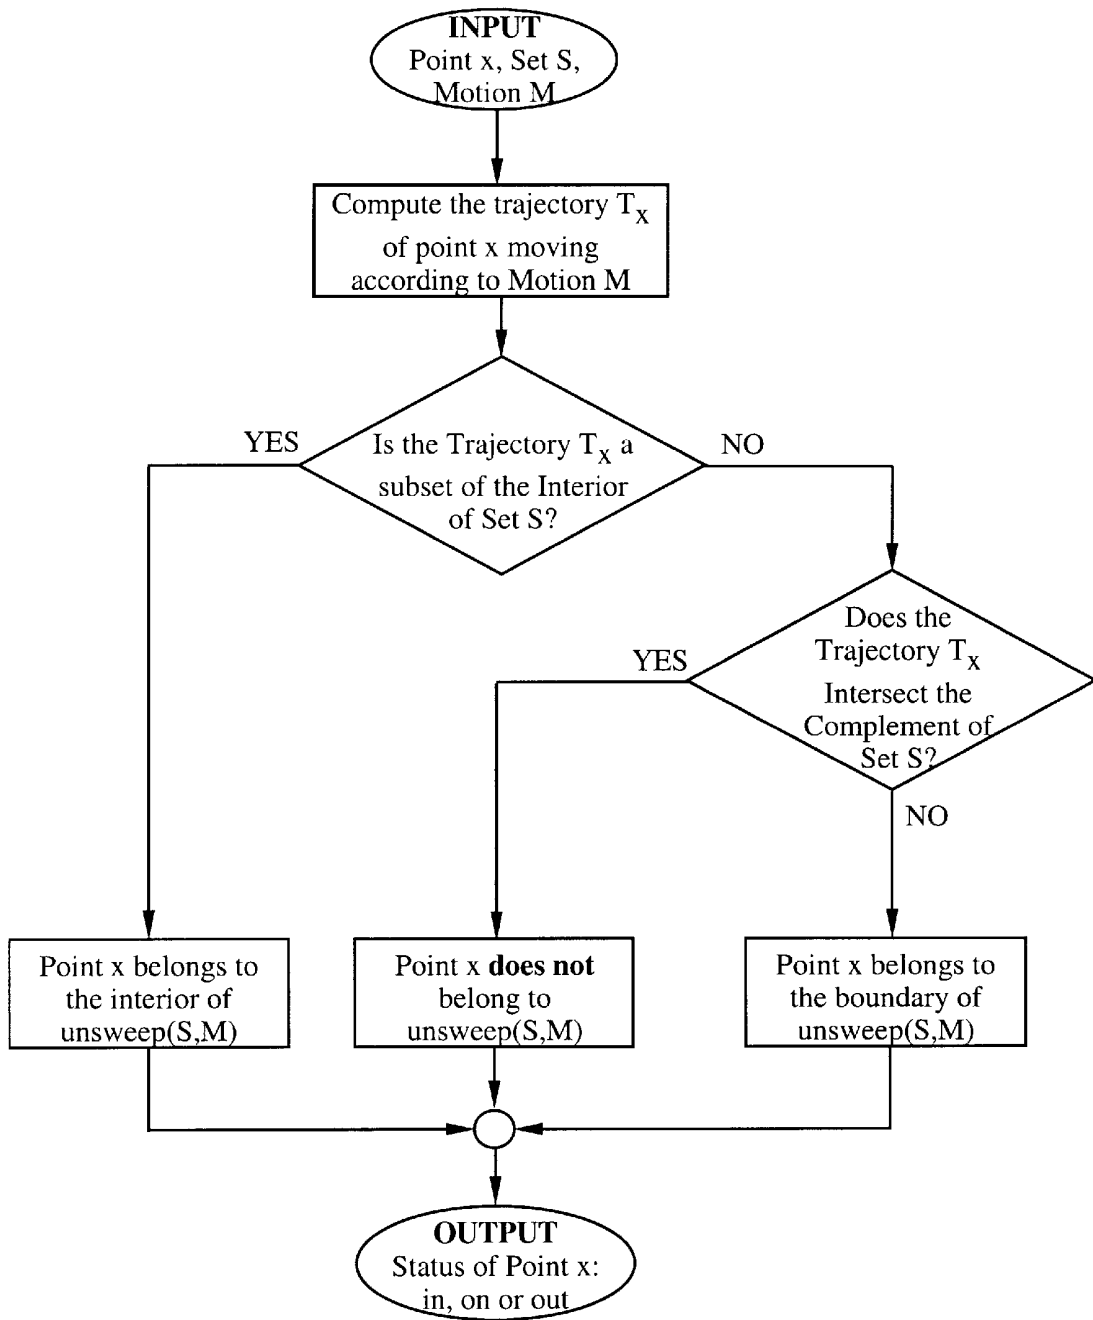 INPUT
Point x, Set S,
Motion M
Compute the trajectory Tx
of point x moving
according to Motion M
YES
NO
Is the Trajectory Tx a
subset of the Interior
of Set S?
Does the
Trajectory Tx
Intersect the
Complement of
Set S?
YES
NO
Point x belongs to
the interior of
unsweep(S,M)
Point x does not
belong to
unsweep(S,M)
Point x belongs to
the boundary of
unsweep(S,M)
OUTPUT
Status of Point x:
in, on or out